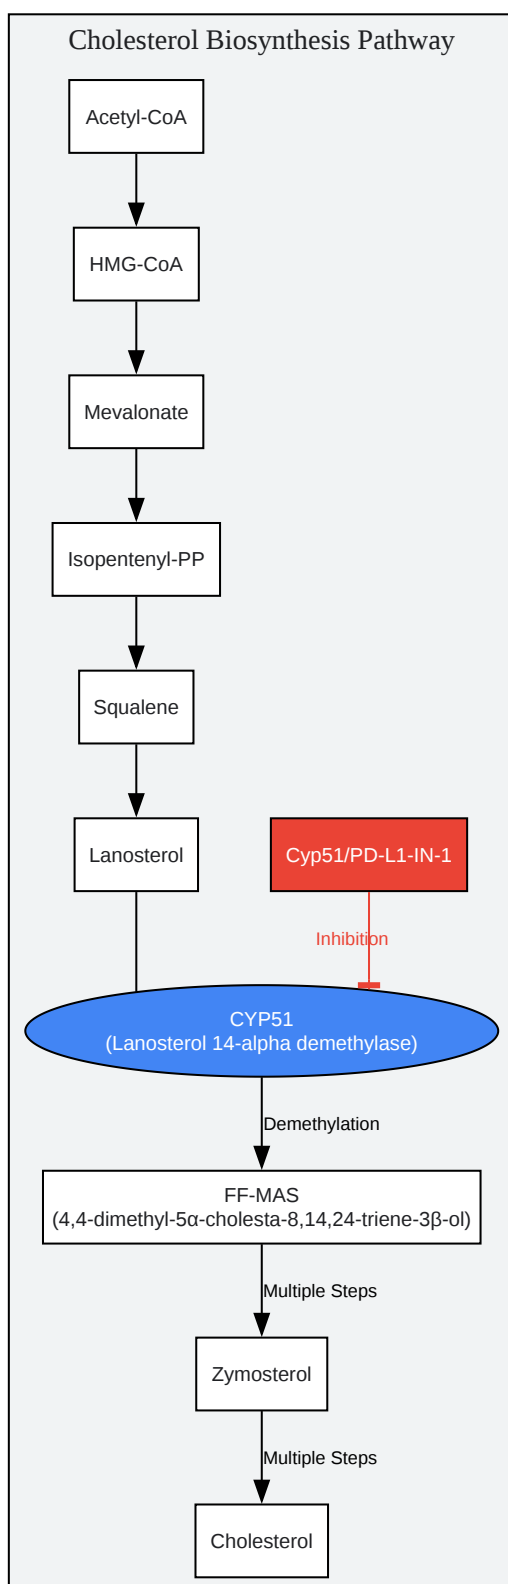 Cholesterol Biosynthesis Pathway
Acetyl-CoA
HMG-CoA
Mevalonate
Isopentenyl-PP
Squalene
Lanosterol
Cyp51/PD-L1-IN-1
Inhibition
CYP51
(Lanosterol 14-alpha demethylase)
Demethylation
FF-MAS
(4,4-dimethyl-5α-cholesta-8,14,24-triene-3β-ol)
Multiple Steps
Zymosterol
Multiple Steps
Cholesterol